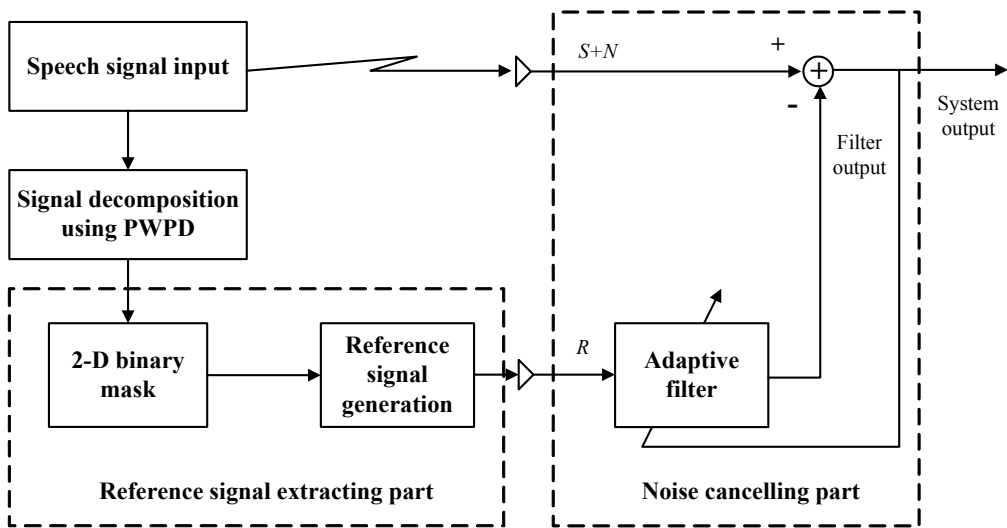 Speech signal input
S+N
+
+
-
System
output
Filter
output
Signal decomposition
using PWPD
2-D binary
mask
Reference
signal
generation
R
Adaptive
filter
Reference signal extracting part
Noise cancelling part